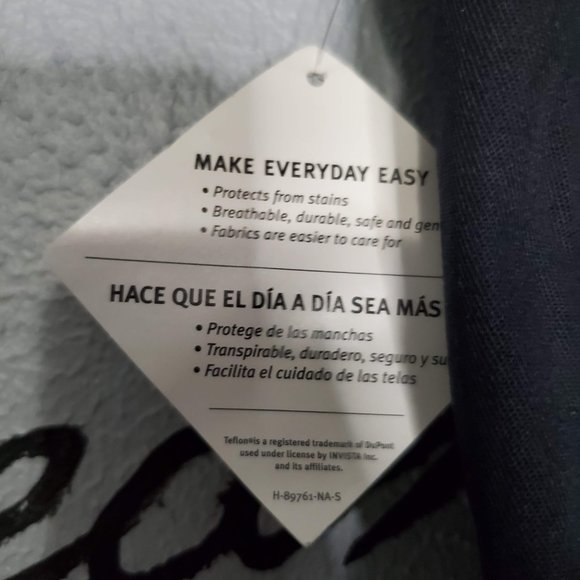 MAKE EVERYDAY EASY
• Protects from stains
• Breathable, durable, safe and
• Fabrics are easier to care for
HACE QUE EL DÍA A DÍA SEA MÁS
• Protege de las manchas
• Transpirable, duradero, seguro y
• Facilita el cuidado de las telas
Teflon® is a registered trademark of DuPont
used under license by INVISTA Inc.
and its affiliates.
H-89761-NA-S